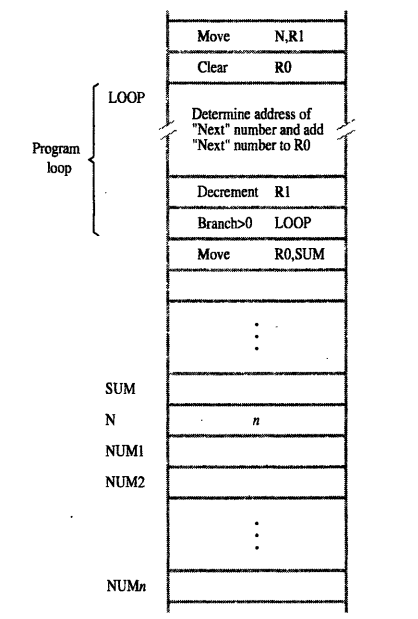 Move N,R1
Clear R0
LOOP
Determine address of
"Next" number and add
"Next" number to R0
Program
loop
Decrement R1
Branch>0 LOOP
Move R0,SUM
SUM
N n
NUM1
NUM2
NUMn